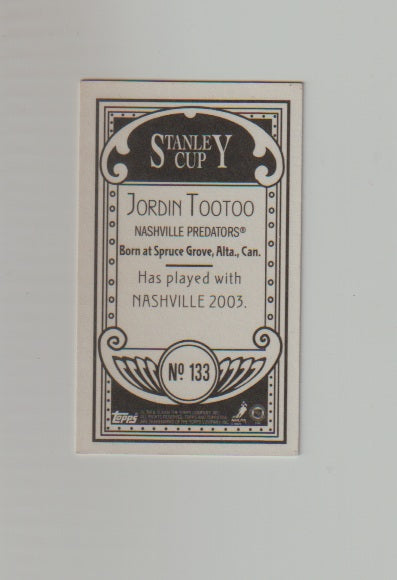 STANLEY
CUP
JORDIN TOOTOO
NASHVILLE PREDATORS®
Born at Spruce Grove, Alta., Can.
Has played with
NASHVILLE 2003.
Nº 133
topps